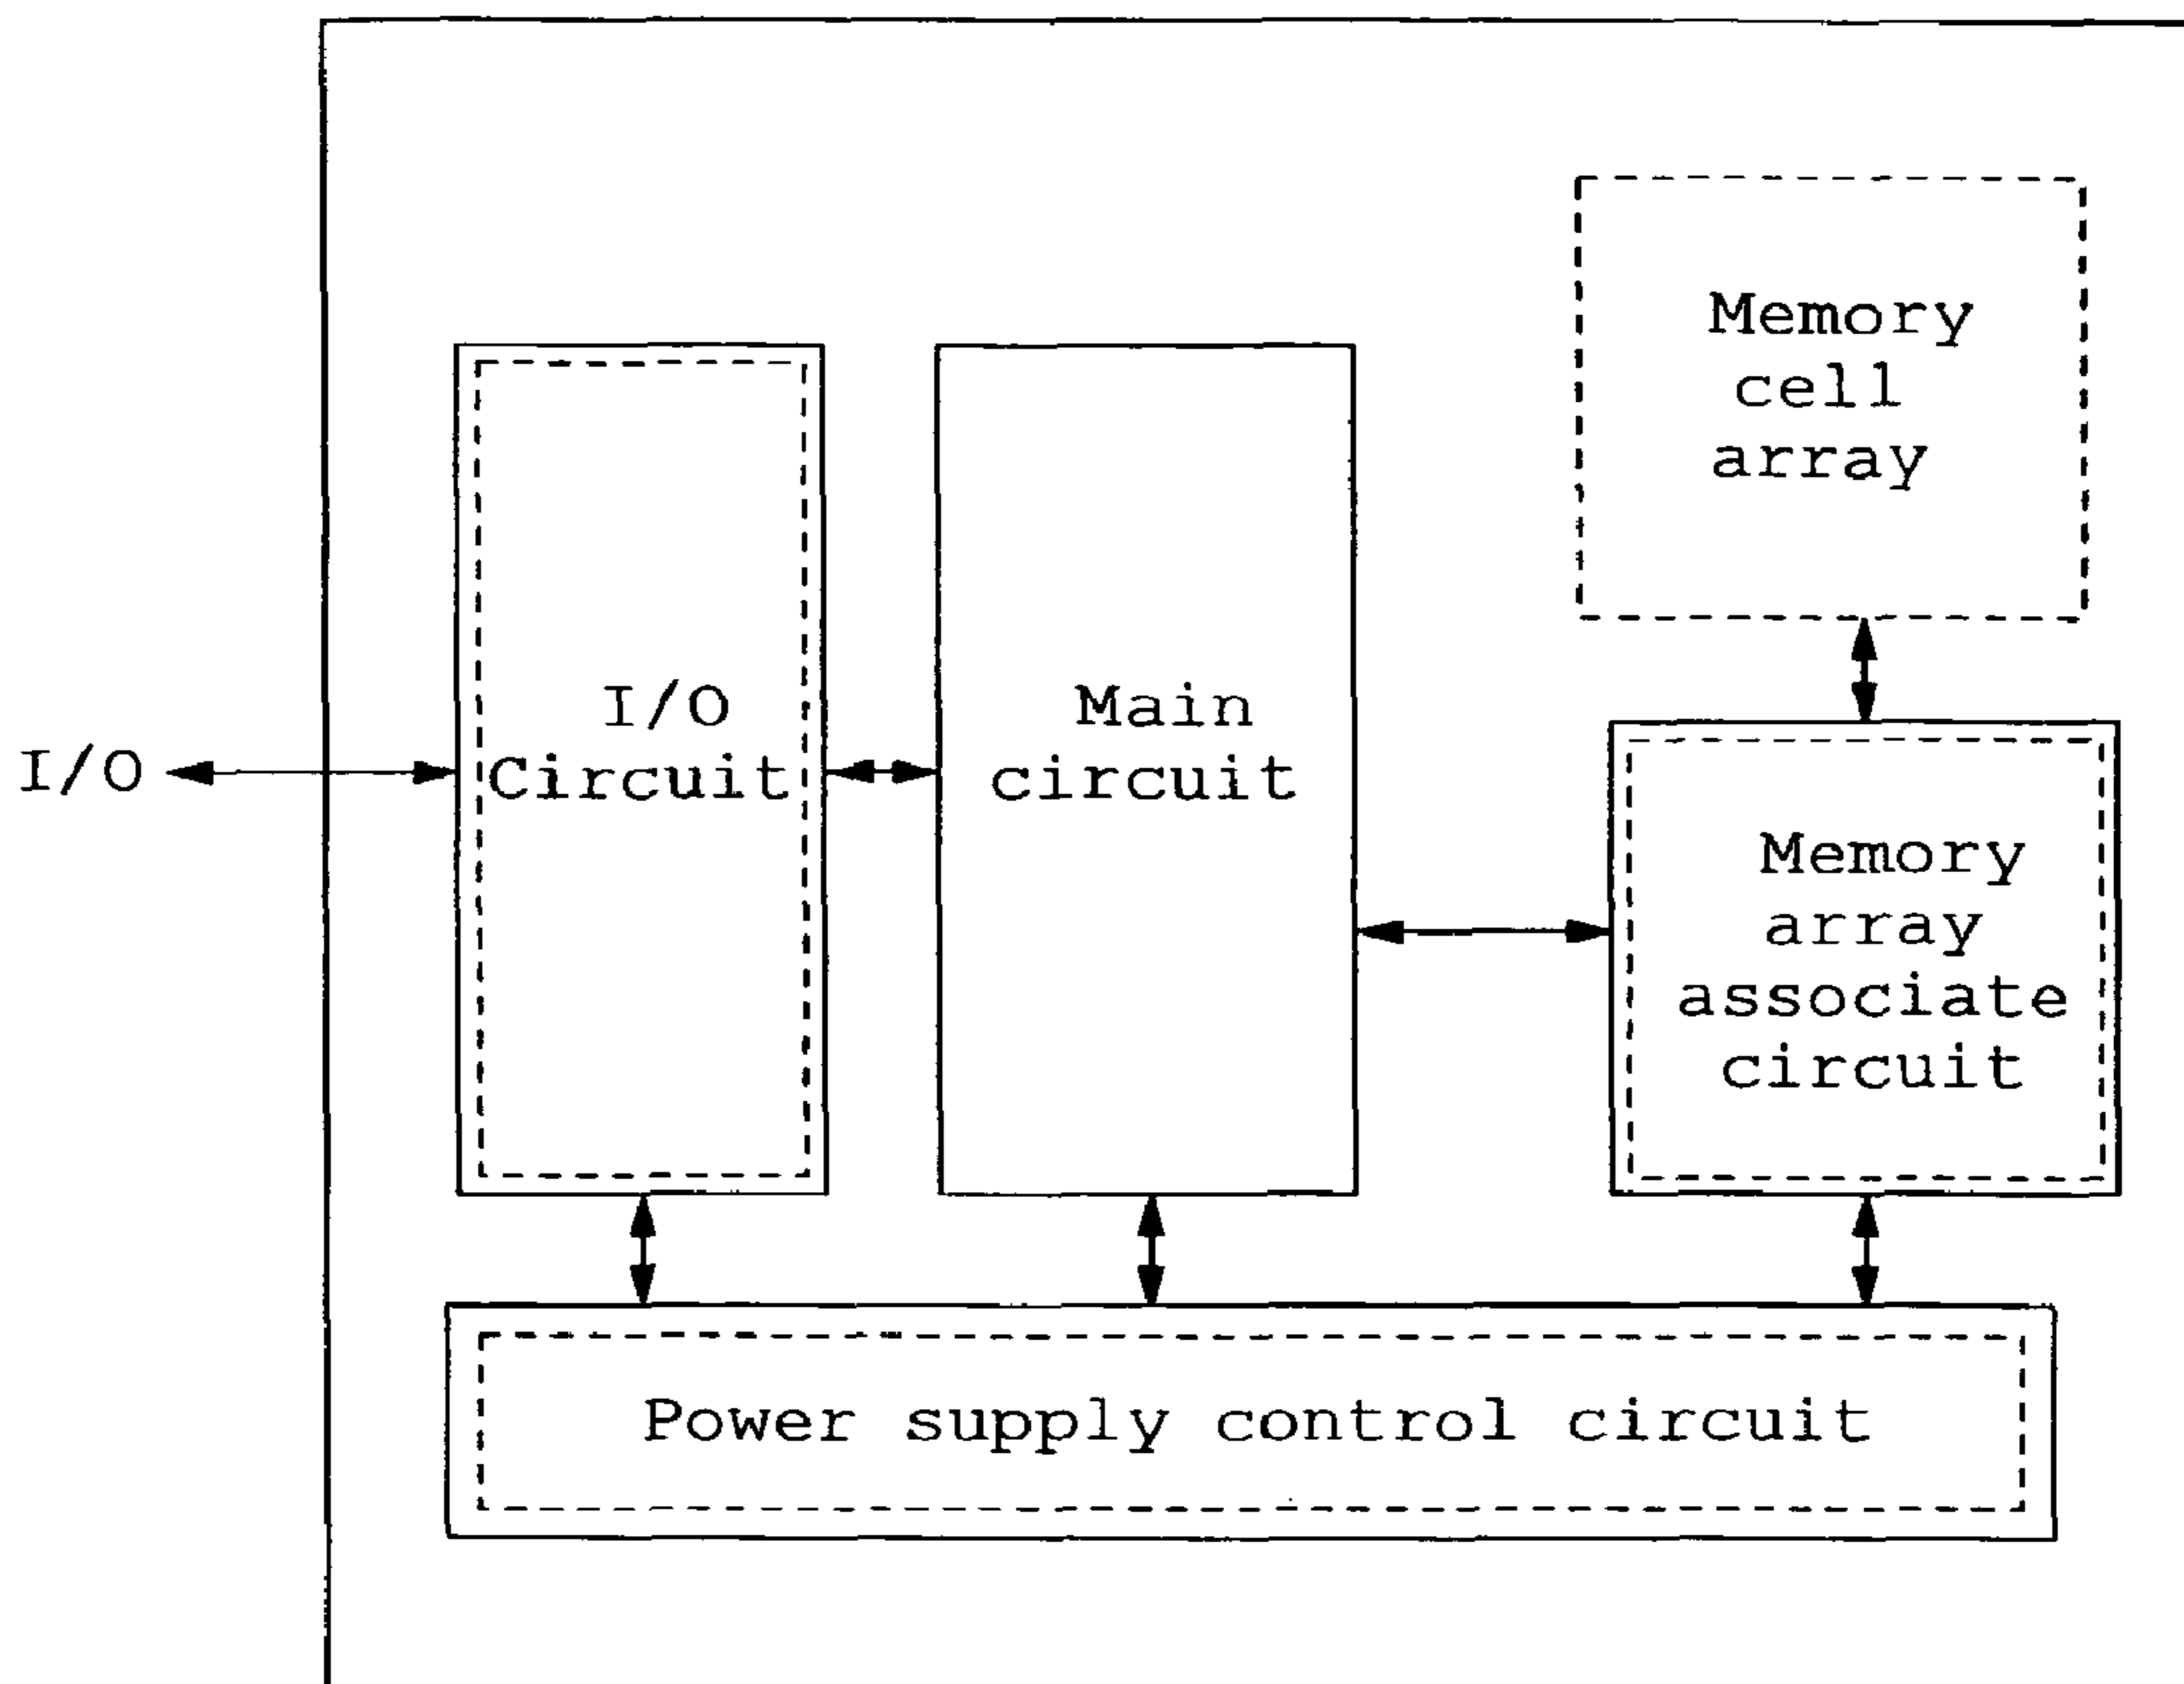 Memory
cell
array
I/O
I/O
Circuit
Main
circuit
Memory
array
associate
circuit
Power supply control circuit